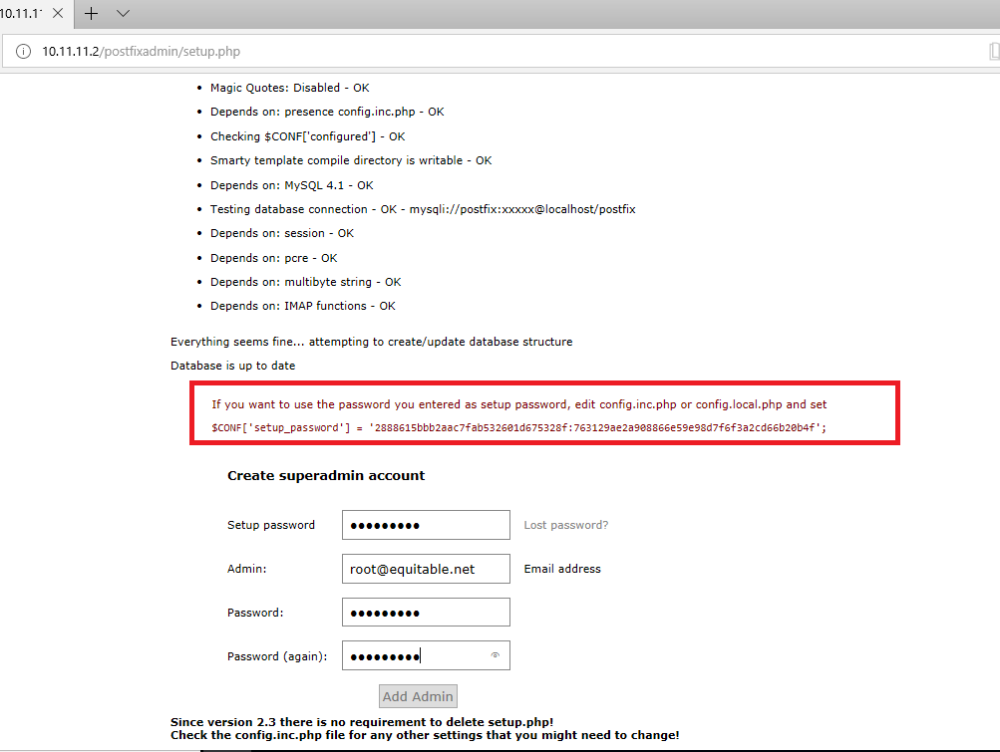 10.11.1
10.11.11.2/postfixadmin/setup.php
Magic Quotes: Disabled - OK
Depends on: presence config.inc.php - OK
Checking $CONF['configured'] - OK
Smarty template compile directory is writable - OK
Depends on: MySQL 4.1 - OK
Testing database connection - OK - mysqli://postfix:xxxxx@localhost/postfix
Depends on: session - OK
Depends on: pcre - OK
Depends on: multibyte string - OK
Depends on: IMAP functions - OK
Everything seems fine... attempting to create/update database structure
Database is up to date
If you want to use the password you entered as setup password, edit config.inc.php or config.local.php and set
$CONF['setup_password'] = '2888615bbb2aac7fab532601d675328f:763129ae2a908866e59e98d7f6f3a2cd66b20b4f';
Create superadmin account
Setup password ●●●●●●●●● Lost password?
Admin: root@equitable.net Email address
Password: ●●●●●●●●●
Password (again): ●●●●●●●●●
Add Admin
Since version 2.3 there is no requirement to delete setup.php!
Check the config.inc.php file for any other settings that you might need to change!